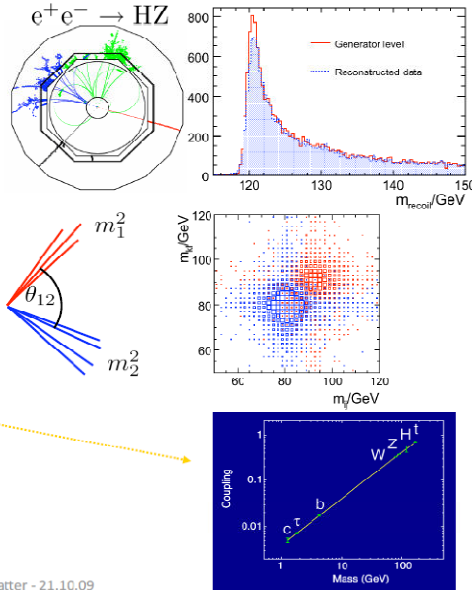 e⁺e⁻ → HZ
800
600
400
200
0
Generator level
Reconstructed data
120 130 140 150
m_recoil/GeV
m₁²
θ₁₂
m₂²
120
100
80
60
/GeV
60 80 100 120
/GeV
1
0.1
0.01
Coupling
c τ b W Z H t
1 10 100
Mass (GeV)
atter - 21.10.09